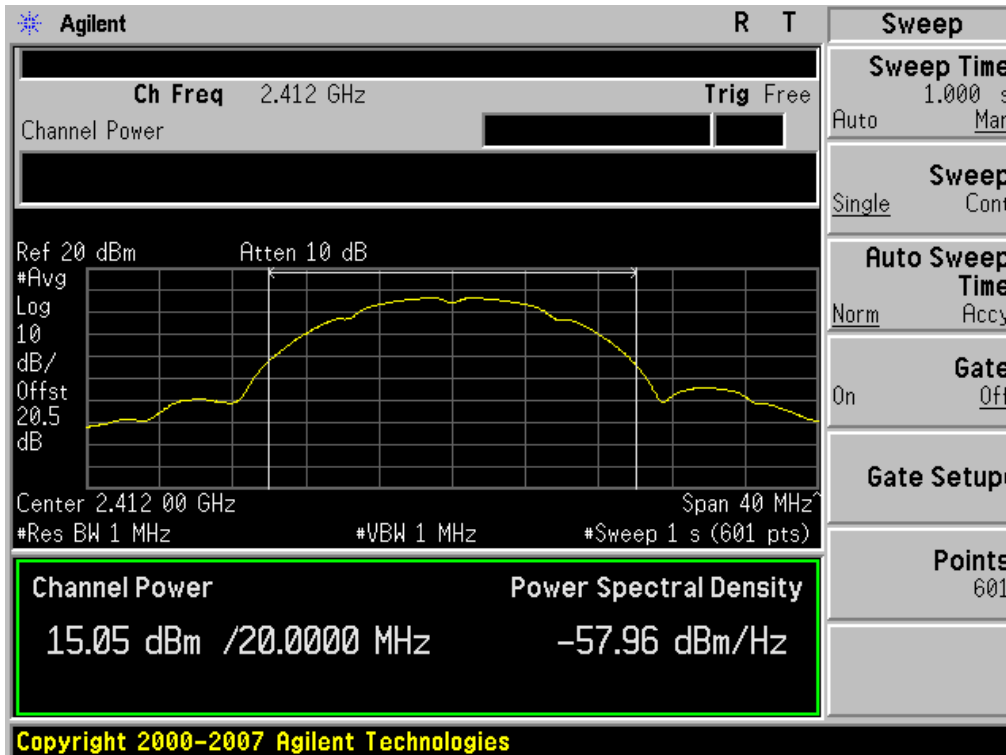 Agilent R T
Ch Freq 2.412 GHz Trig Free
Channel Power
Ref 20 dBm Atten 10 dB
#Avg
Log
10
dB/
Offst
20.5
dB
Center 2.412 00 GHz Span 40 MHz^
#Res BW 1 MHz #VBW 1 MHz #Sweep 1 s (601 pts)
Channel Power Power Spectral Density
15.05 dBm /20.0000 MHz -57.96 dBm/Hz
Copyright 2000-2007 Agilent Technologies
Sweep
Sweep Time
1.000 s
Auto Man
Sweep
Single Cont
Auto Sweep
Time
Norm Accy
Gate
On Off
Gate Setup
Points
601